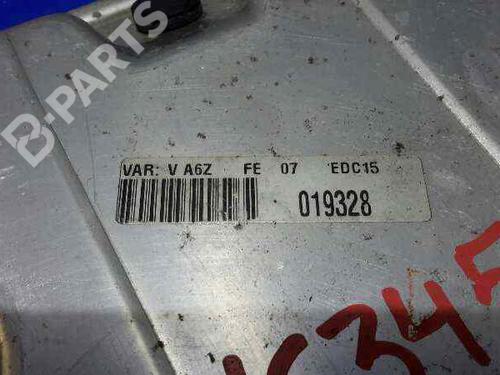 B-PARTS
VAR: V A6Z FE 07 EDC15
019328